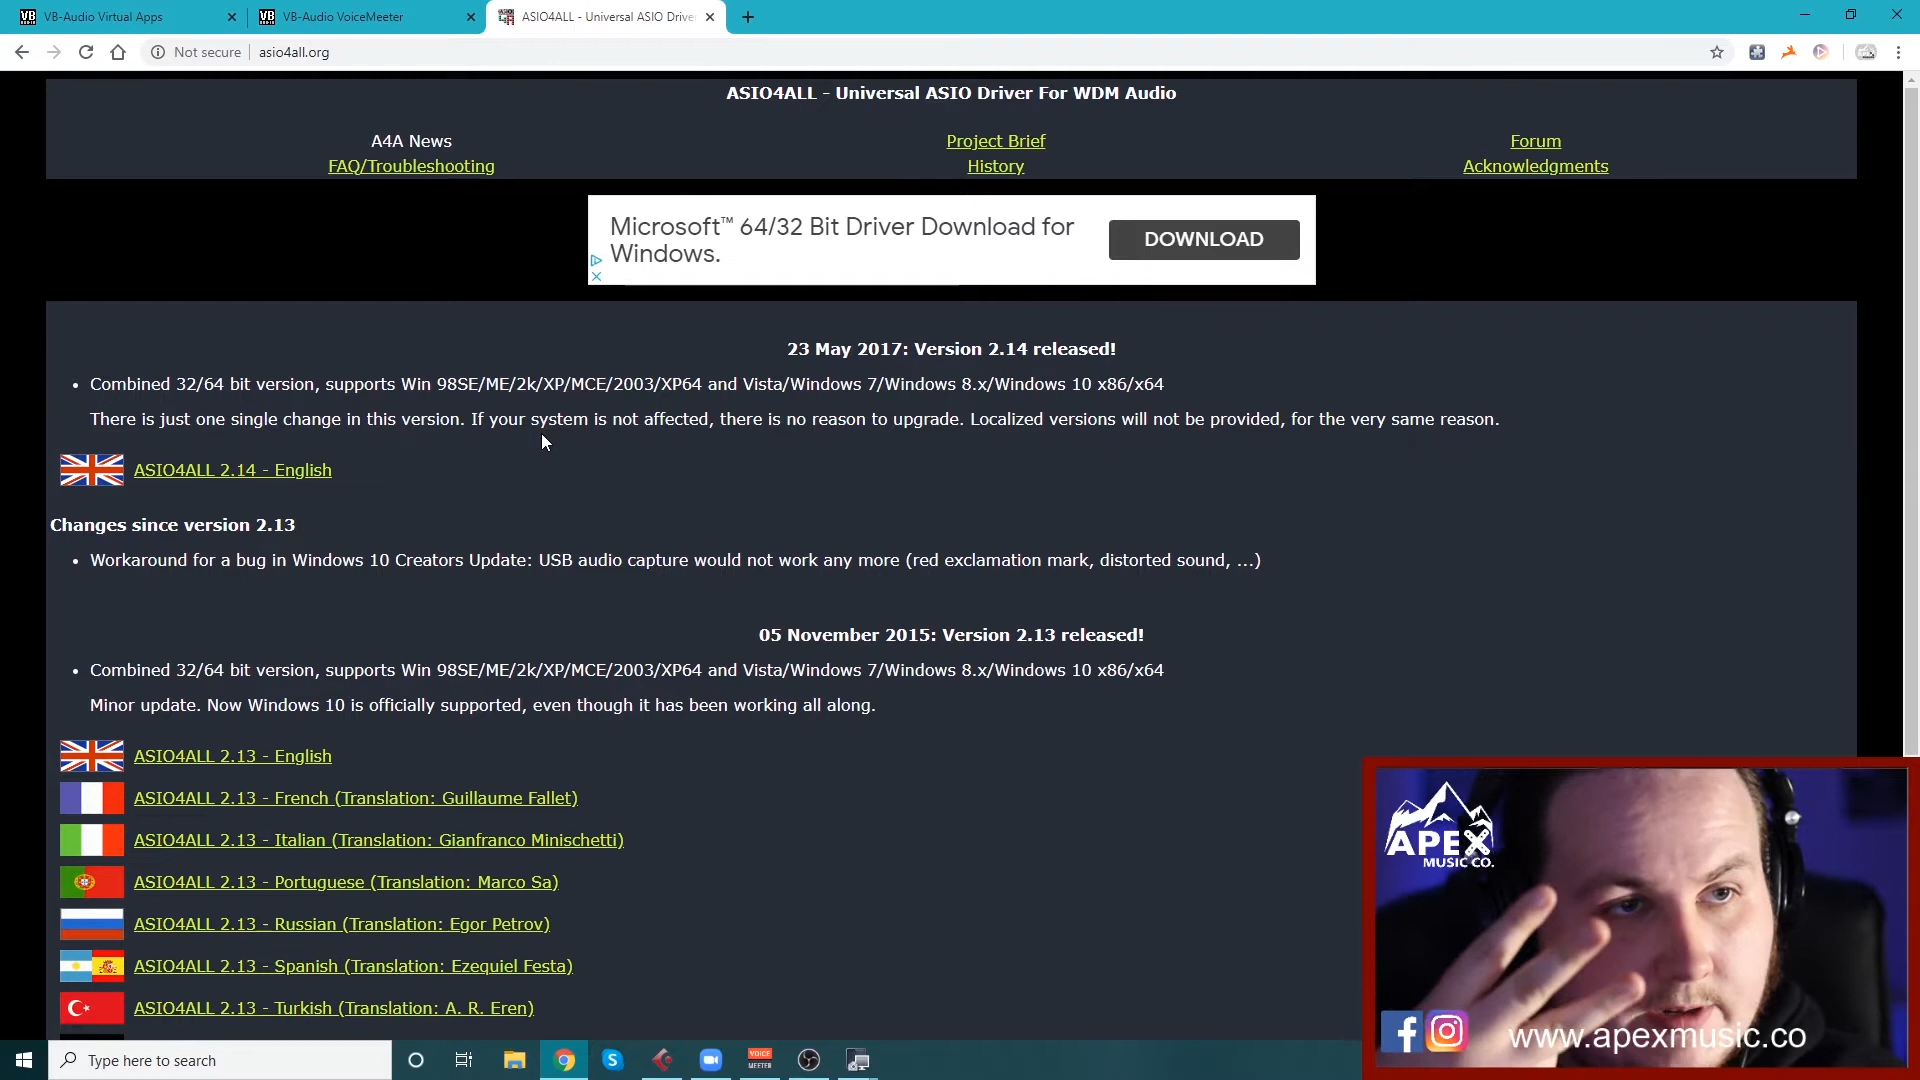 VB-Audio Virtual Apps
VB-Audio VoiceMeeter
ASIO4ALL - Universal ASIO Drive
Not secure
asio4all.org
ASIO4ALL - Universal ASIO Driver For WDM Audio
A4A News
Project Brief
Forum
FAQ/Troubleshooting
History
Acknowledgments
Microsoft™ 64/32 Bit Driver Download for
Windows.
DOWNLOAD
23 May 2017: Version 2.14 released!
• Combined 32/64 bit version, supports Win 98SE/ME/2k/XP/MCE/2003/XP64 and Vista/Windows 7/Windows 8.x/Windows 10 x86/x64
There is just one single change in this version. If your system is not affected, there is no reason to upgrade. Localized versions will not be provided, for the very same reason.
ASIO4ALL 2.14 - English
Changes since version 2.13
• Workaround for a bug in Windows 10 Creators Update: USB audio capture would not work any more (red exclamation mark, distorted sound, ...)
05 November 2015: Version 2.13 released!
• Combined 32/64 bit version, supports Win 98SE/ME/2k/XP/MCE/2003/XP64 and Vista/Windows 7/Windows 8.x/Windows 10 x86/x64
Minor update. Now Windows 10 is officially supported, even though it has been working all along.
ASIO4ALL 2.13 - English
ASIO4ALL 2.13 - French (Translation: Guillaume Fallet)
ASIO4ALL 2.13 - Italian (Translation: Gianfranco Minischetti)
ASIO4ALL 2.13 - Portuguese (Translation: Marco Sa)
ASIO4ALL 2.13 - Russian (Translation: Egor Petrov)
ASIO4ALL 2.13 - Spanish (Translation: Ezequiel Festa)
ASIO4ALL 2.13 - Turkish (Translation: A. R. Eren)
APEX
MUSIC CO.
www.apexmusic.co
Type here to search
VOICE
MEETER